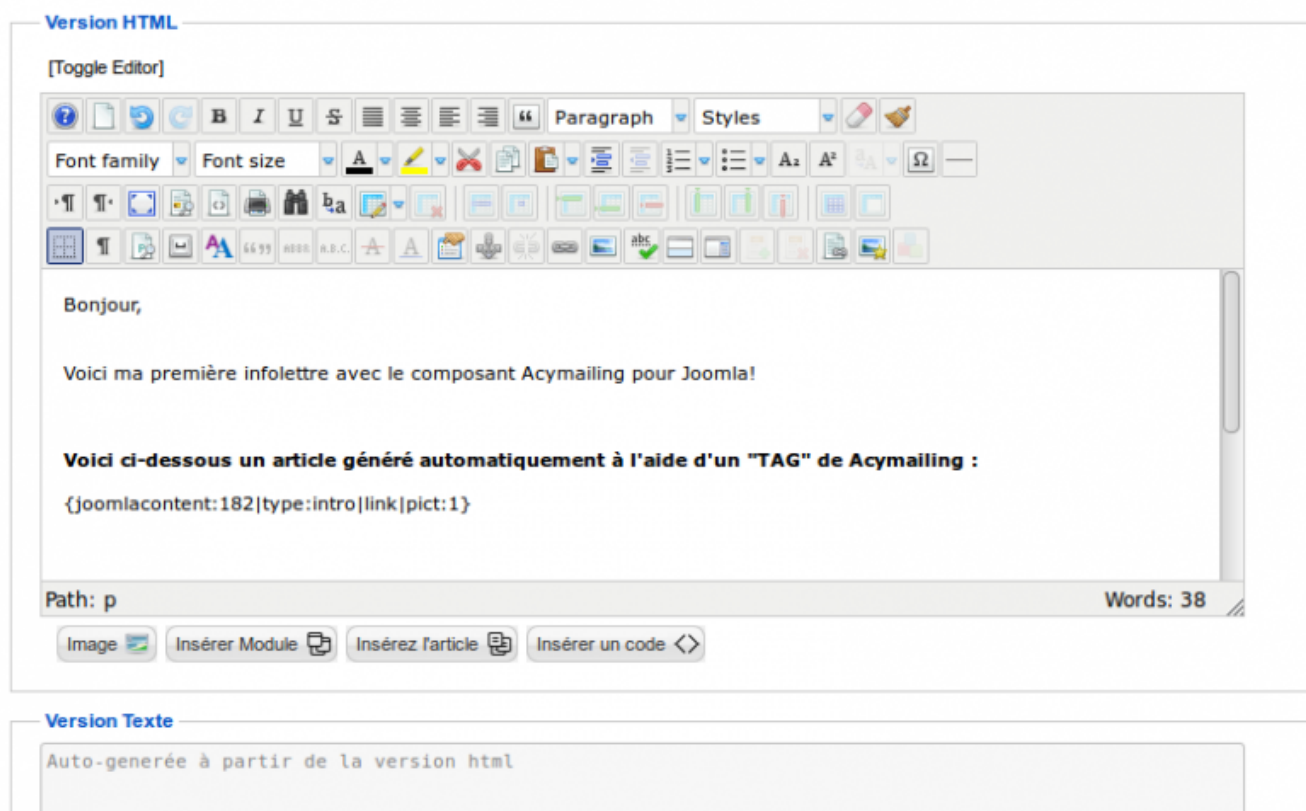 Version HTML
[Toggle Editor]
B I U S Paragraph Styles
Font family Font size A A₂ A² Ω
¶ ¶ b a
¶ A A A.B.C. A A abc
Bonjour,
Voici ma première infolettre avec le composant Acymailing pour Joomla!
Voici ci-dessous un article généré automatiquement à l'aide d'un "TAG" de Acymailing :
{joomlacontent:182|type:intro|link|pict:1}
Path: p Words: 38
Image Insérer Module Insérez l'article Insérer un code
Version Texte
Auto-generée à partir de la version html